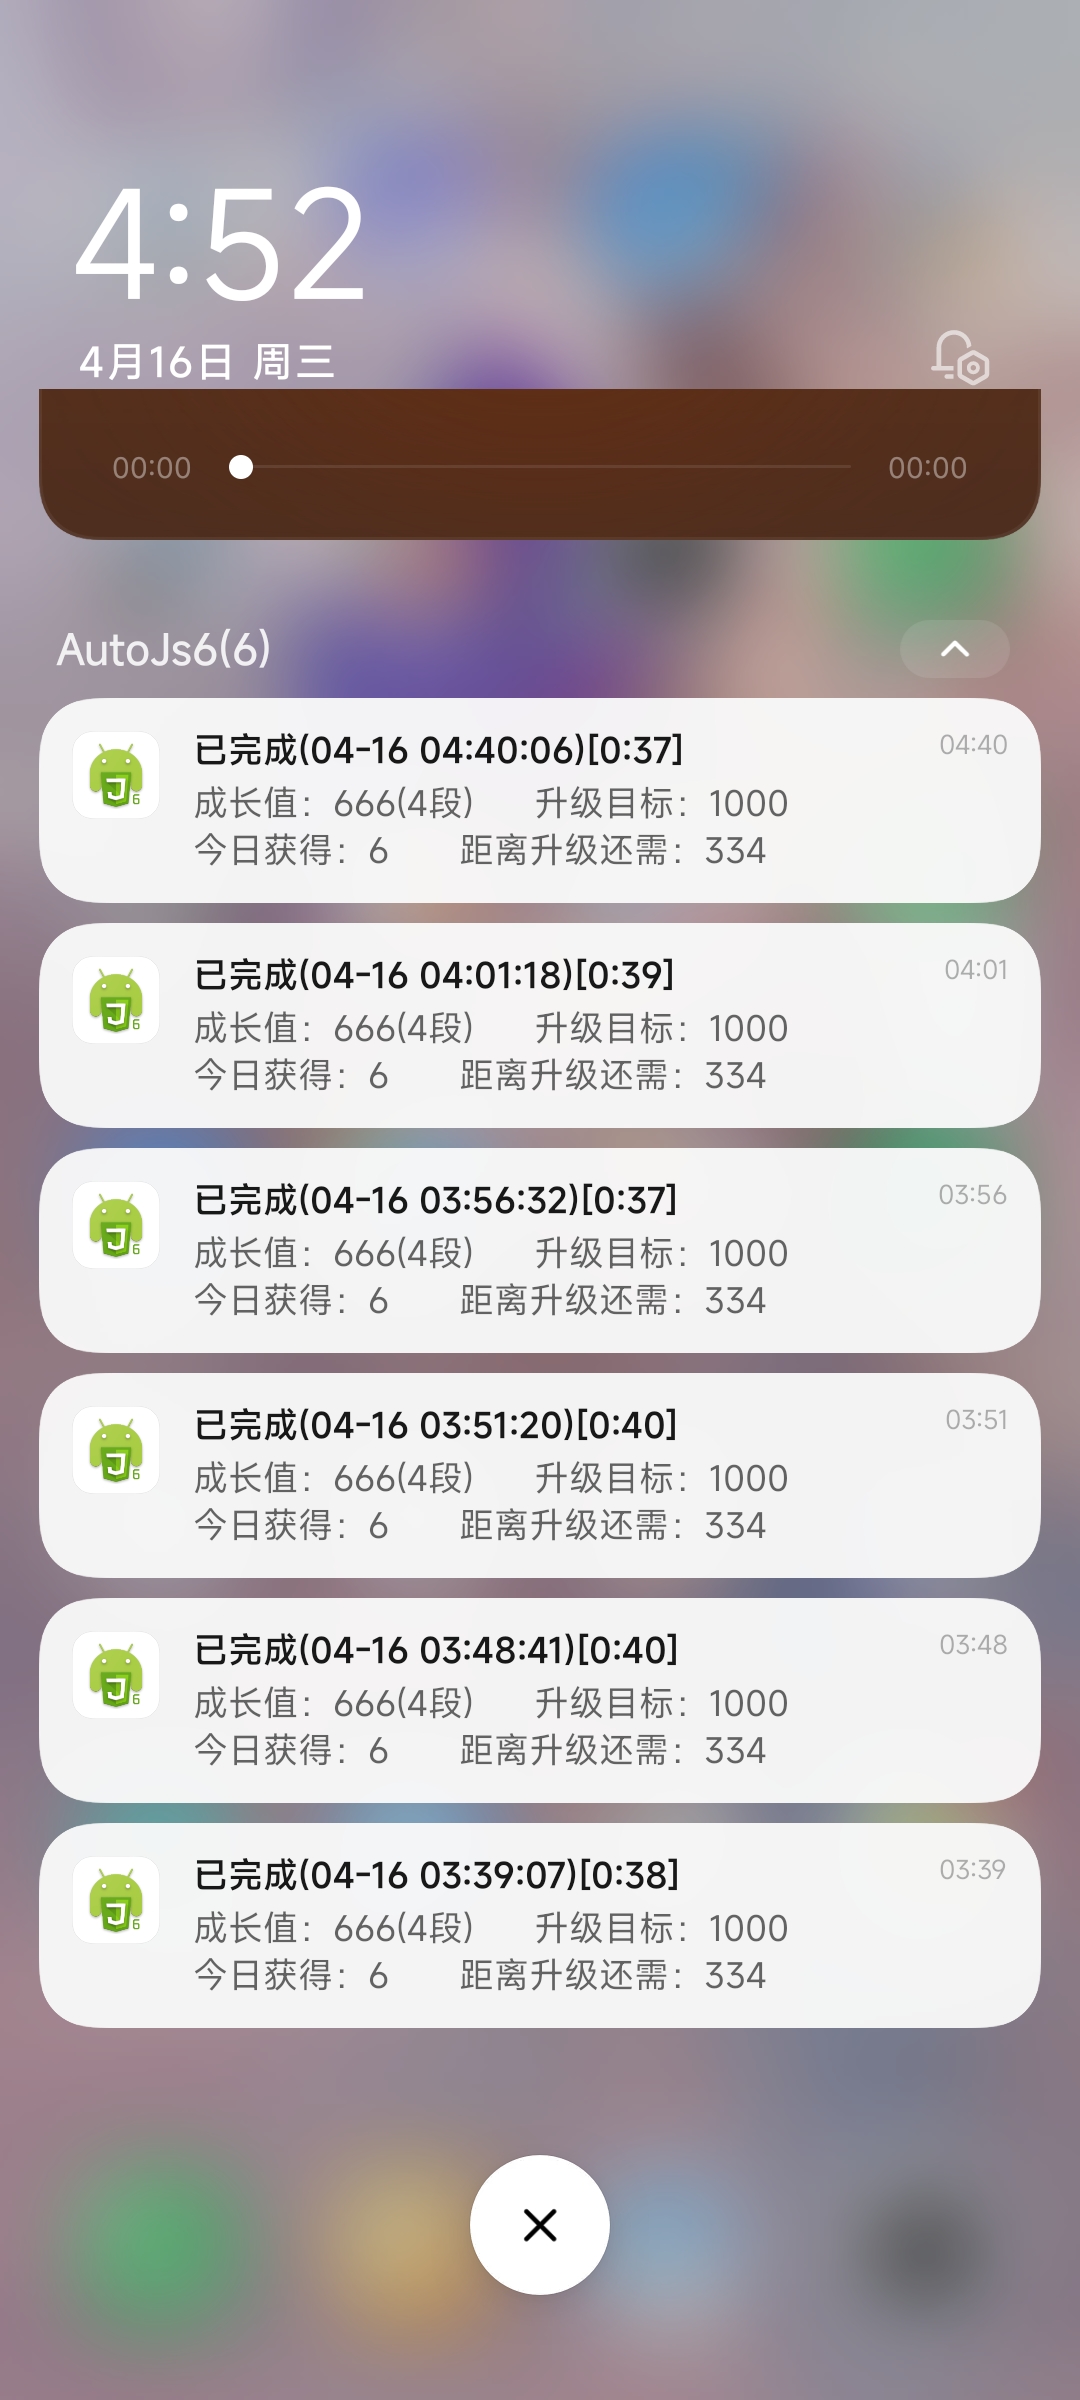 4:52
4月16日 周三
00:00 00:00
AutoJs6(6)
已完成(04-16 04:40:06)[0:37] 04:40
成长值：666(4段) 升级目标：1000
今日获得：6 距离升级还需：334
已完成(04-16 04:01:18)[0:39] 04:01
成长值：666(4段) 升级目标：1000
今日获得：6 距离升级还需：334
已完成(04-16 03:56:32)[0:37] 03:56
成长值：666(4段) 升级目标：1000
今日获得：6 距离升级还需：334
已完成(04-16 03:51:20)[0:40] 03:51
成长值：666(4段) 升级目标：1000
今日获得：6 距离升级还需：334
已完成(04-16 03:48:41)[0:40] 03:48
成长值：666(4段) 升级目标：1000
今日获得：6 距离升级还需：334
已完成(04-16 03:39:07)[0:38] 03:39
成长值：666(4段) 升级目标：1000
今日获得：6 距离升级还需：334